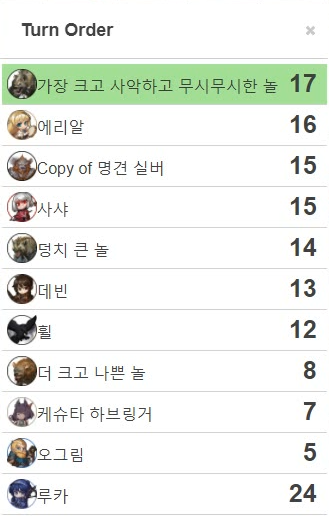 Turn Order ×
가장 크고 사악하고 무시무시한 놀 17
에리알 16
Copy of 명견 실버 15
사샤 15
덩치 큰 놀 14
데빈 13
휠 12
더 크고 나쁜 놀 8
케슈타 하브링거 7
오그림 5
루카 24